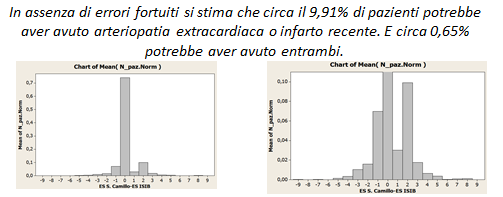 In assenza di errori fortuiti si stima che circa il 9,91% di pazienti potrebbe
aver avuto arteriopatia extracardiaca o infarto recente. E circa 0,65%
potrebbe aver avuto entrambi.
Chart of Mean( N_paz.Norm )
Mean of N_paz.Norm
0,7
0,6
0,5
0,4
0,3
0,2
0,1
0,0
-9 -8 -7 -6 -5 -4 -3 -2 -1 0 1 2 3 4 5 6 7 8 9
ES S. Camillo-ES ISIB
Chart of Mean( N_paz.Norm )
Mean of N_paz.Norm
0,10
0,08
0,06
0,04
0,02
0,00
-9 -8 -7 -6 -5 -4 -3 -2 -1 0 1 2 3 4 5 6 7 8 9
ES S. Camillo-ES ISIB